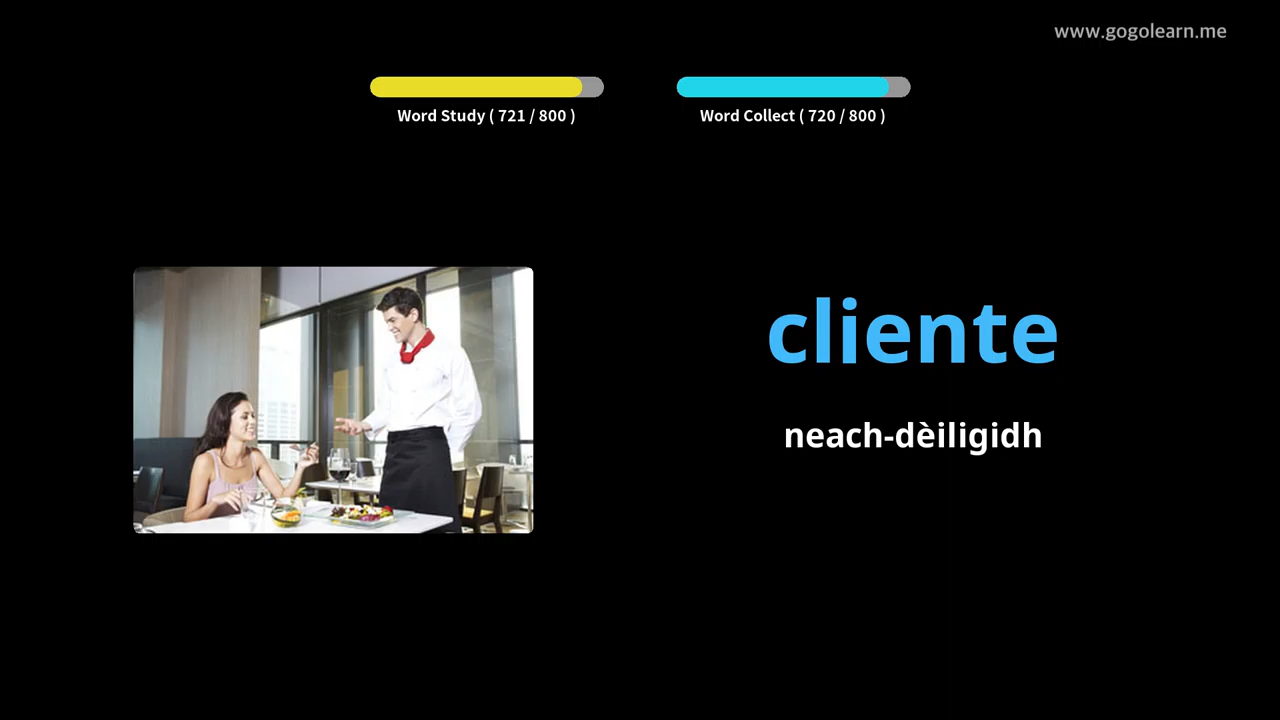 www.gogolearn.me
Word Study ( 721 / 800 )
Word Collect ( 720 / 800 )
cliente
neach-dèiligidh